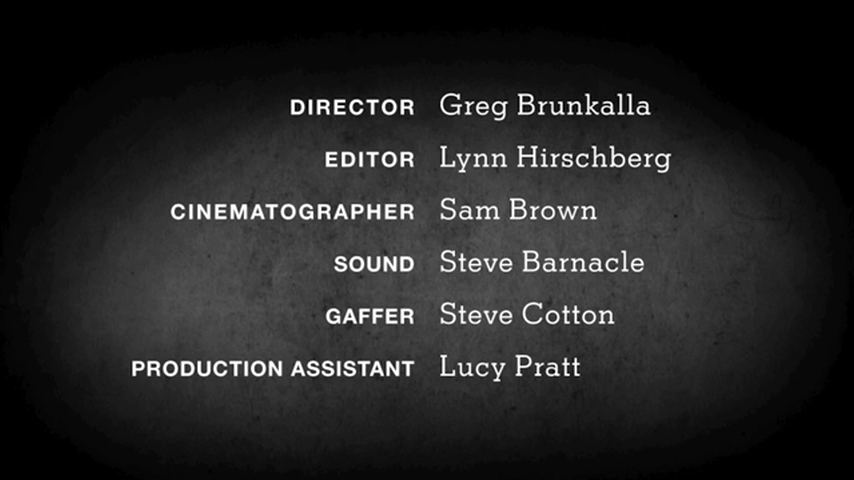 DIRECTOR Greg Brunkalla
EDITOR Lynn Hirschberg
CINEMATOGRAPHER Sam Brown
SOUND Steve Barnacle
GAFFER Steve Cotton
PRODUCTION ASSISTANT Lucy Pratt